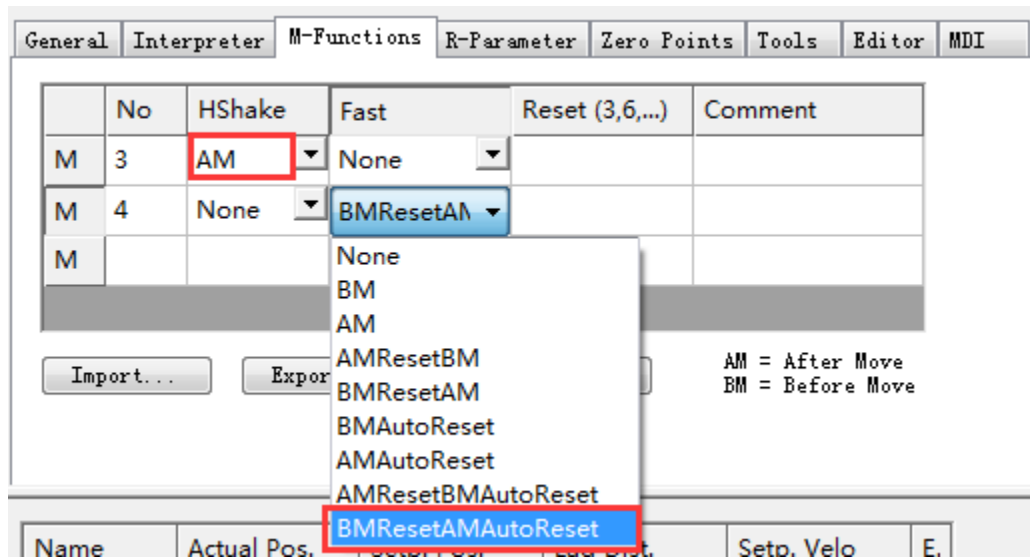 General Interpreter M-Functions R-Parameter Zero Points Tools Editor MDI
No HShake Fast Reset (3,6,...) Comment
M 3 AM None
M 4 None BMResetAM
M
None
BM
AM
AMResetBM
BMResetAM
BMAutoReset
AMAutoReset
AMResetBMAutoReset
BMResetAMAutoReset
Import... Expor
AM = After Move
BM = Before Move
Name Actual Pos. Setp. Velo E.